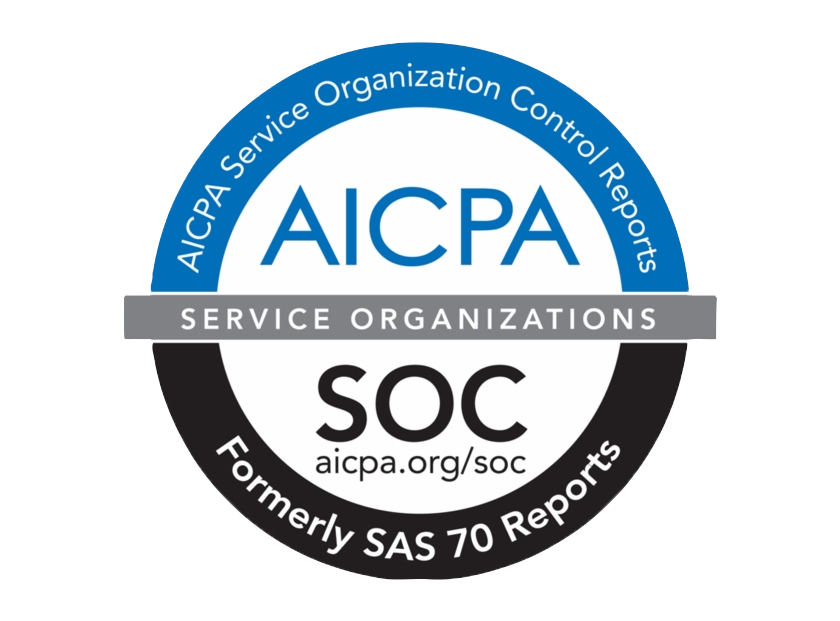 AICPA Service Organization Control Reports
AICPA
SERVICE ORGANIZATIONS
SOC
aicpa.org/soc
Formerly SAS 70 Reports